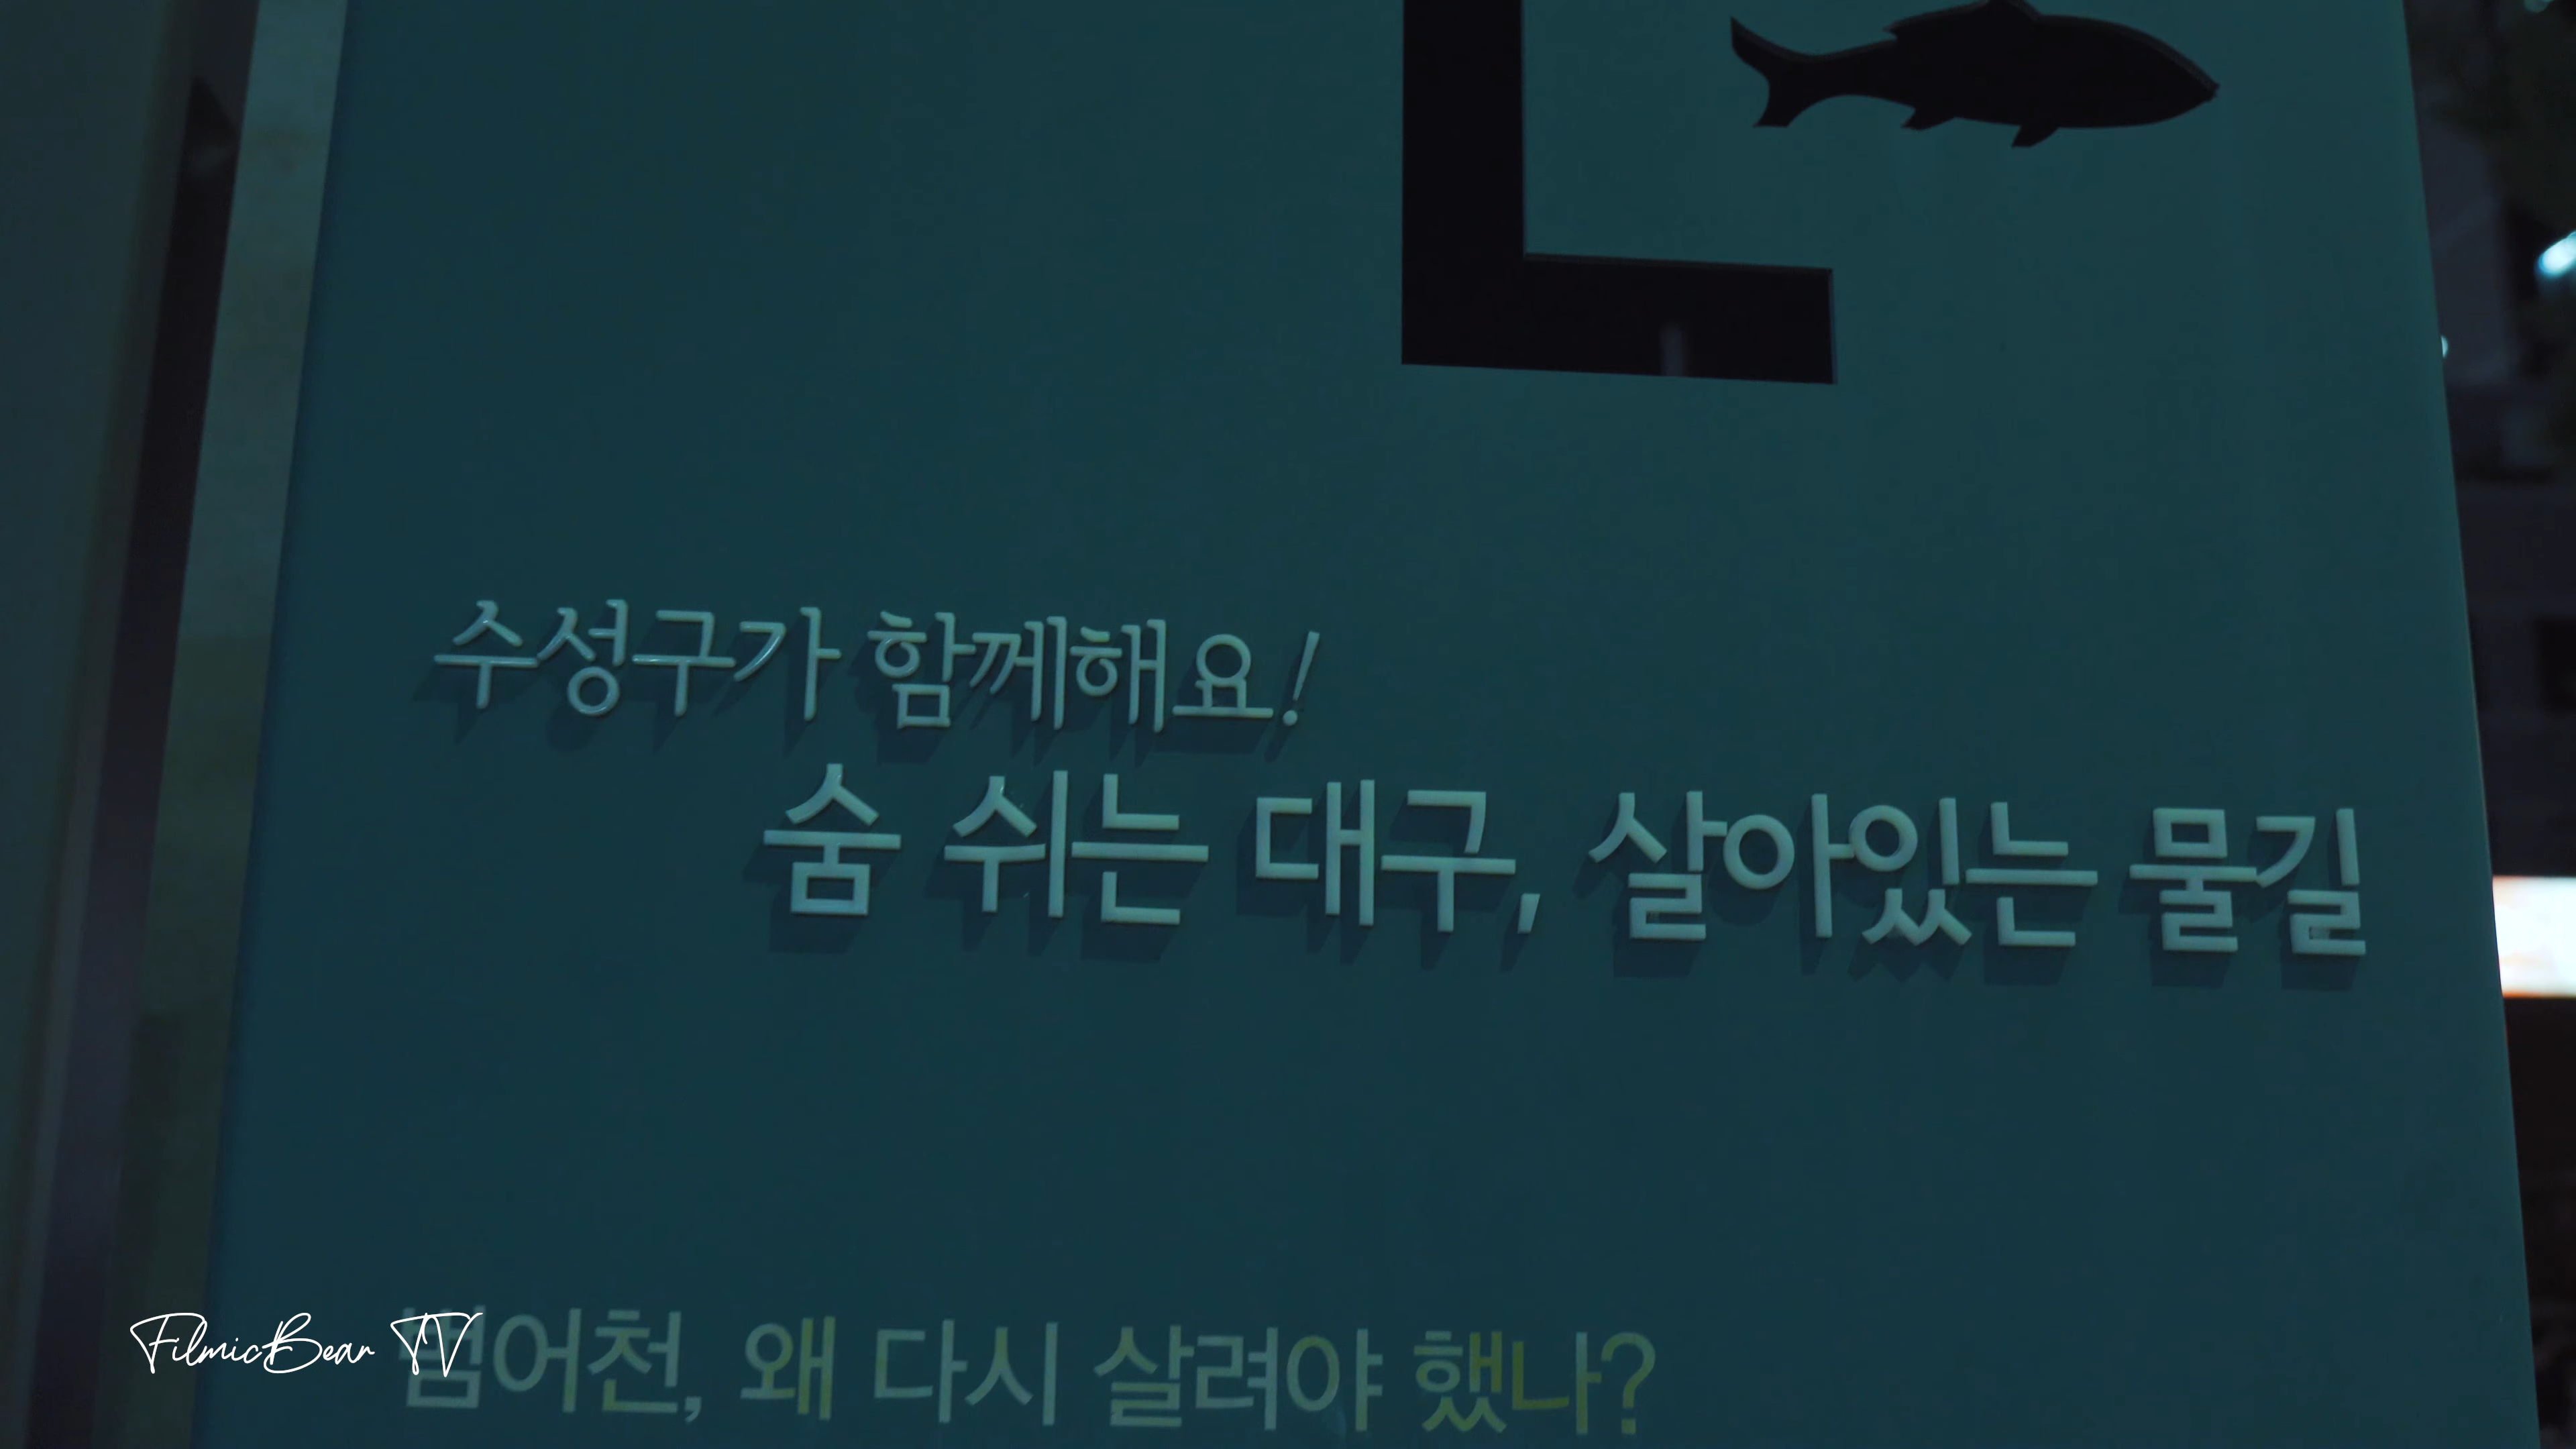 수성구가 함께해요!
숨 쉬는 대구, 살아있는 물길
범어천, 왜 다시 살려야 했나?
FilmicBear TV